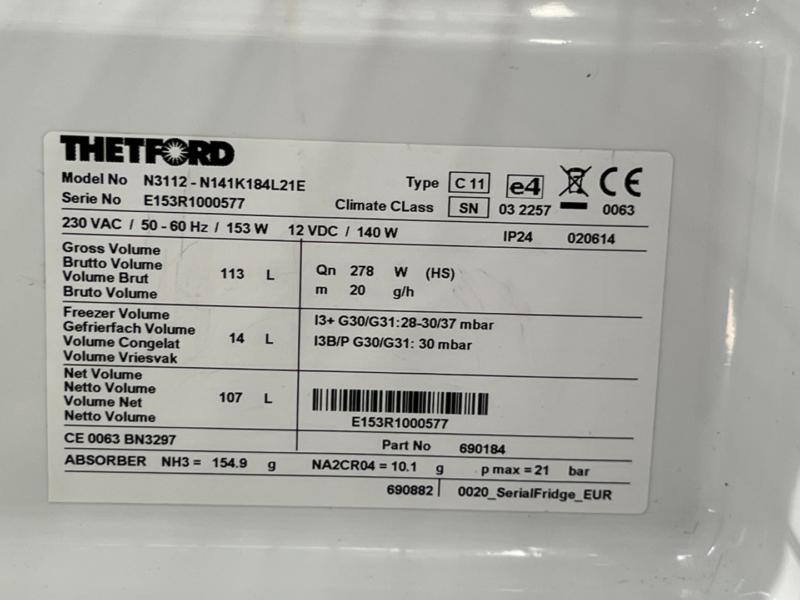 THETFORD
Model No N3112 - N141K184L21E Type C 11 e4 CE
Serie No E153R1000577 Climate CLass SN 03 2257 0063
230 VAC / 50 - 60 Hz / 153 W 12 VDC / 140 W IP24 020614
Gross Volume
Brutto Volume
Volume Brut
Bruto Volume
113 L
Qn 278 W (HS)
m 20 g/h
Freezer Volume
Gefrierfach Volume
Volume Congelat
Volume Vriesvak
14 L
I3+ G30/G31:28-30/37 mbar
I3B/P G30/G31: 30 mbar
Net Volume
Netto Volume
Volume Net
Netto Volume
107 L
E153R1000577
CE 0063 BN3297 Part No 690184
ABSORBER NH3 = 154.9 g NA2CR04 = 10.1 g p max = 21 bar
690882 0020_SerialFridge_EUR